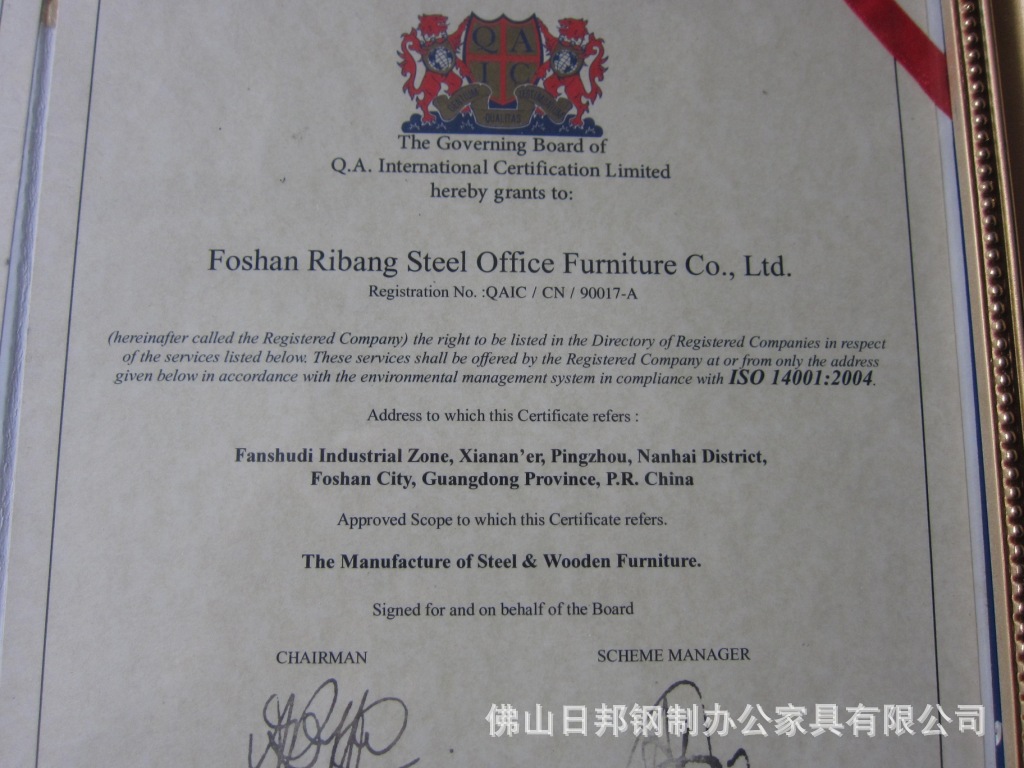 QA
IC
QUALITAS
The Governing Board of
Q.A. International Certification Limited
hereby grants to:
Foshan Ribang Steel Office Furniture Co., Ltd.
Registration No. :QAIC / CN / 90017-A
(hereinafter called the Registered Company) the right to be listed in the Directory of Registered Companies in respect
of the services listed below. These services shall be offered by the Registered Company at or from only the address
given below in accordance with the environmental management system in compliance with ISO 14001:2004.
Address to which this Certificate refers :
Fanshudi Industrial Zone, Xianan'er, Pingzhou, Nanhai District,
Foshan City, Guangdong Province, P.R. China
Approved Scope to which this Certificate refers.
The Manufacture of Steel & Wooden Furniture.
Signed for and on behalf of the Board
CHAIRMAN SCHEME MANAGER
佛山日邦钢制办公家具有限公司